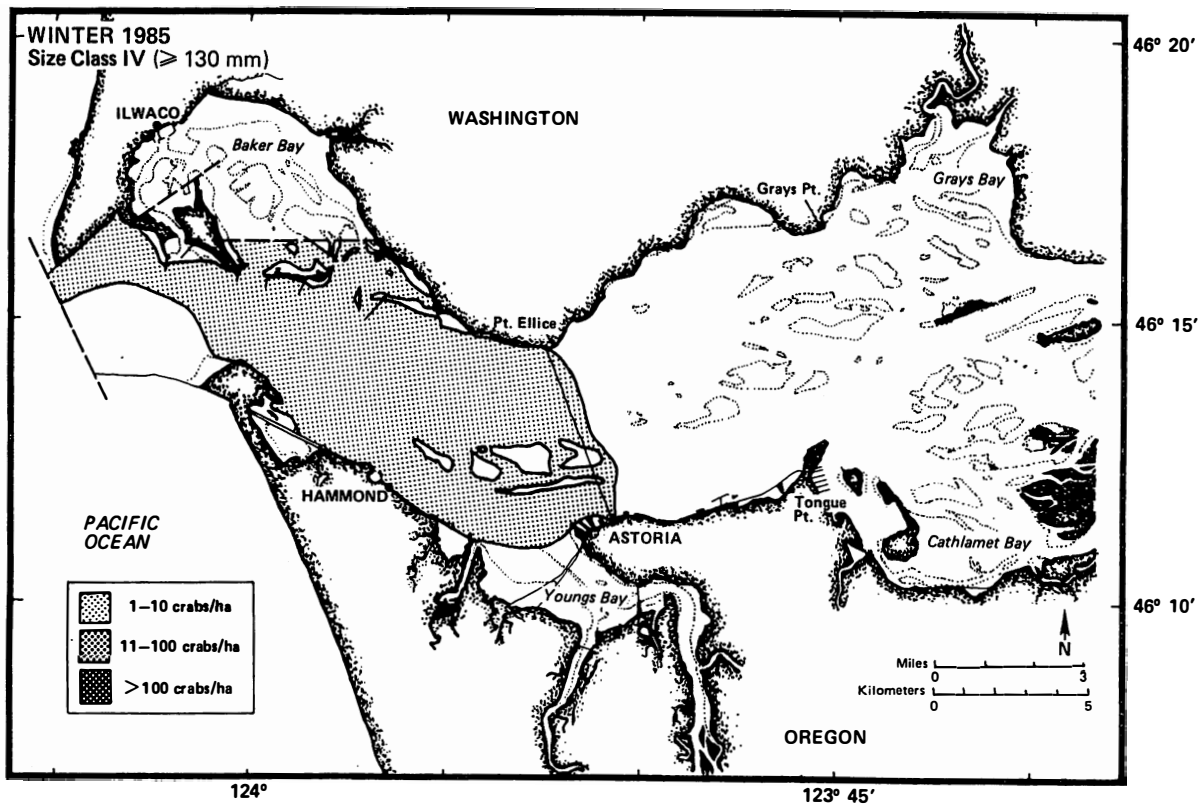 WINTER 1985
Size Class IV (⩾ 130 mm)
46° 20′
ILWACO
WASHINGTON
Baker Bay
Grays Pt.
Grays Bay
Pt. Ellice
46° 15′
HAMMOND
Tongue
Pt.
PACIFIC
OCEAN
ASTORIA
Cathlamet Bay
Youngs Bay
46° 10′
1–10 crabs/ha
11–100 crabs/ha
>100 crabs/ha
N
Miles
0 3
Kilometers
0 5
OREGON
124°
123° 45′